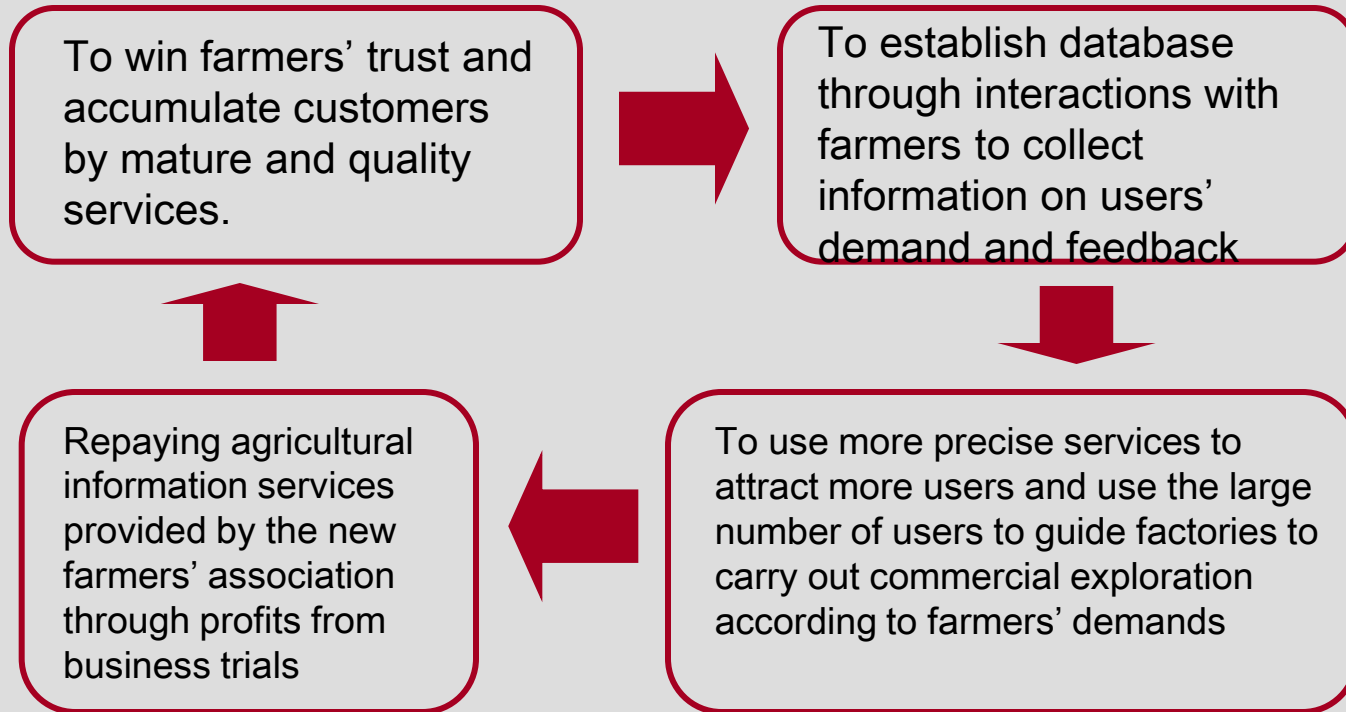 To win farmers’ trust and
accumulate customers
by mature and quality
services.
To establish database
through interactions with
farmers to collect
information on users’
demand and feedback
Repaying agricultural
information services
provided by the new
farmers’ association
through profits from
business trials
To use more precise services to
attract more users and use the large
number of users to guide factories to
carry out commercial exploration
according to farmers’ demands